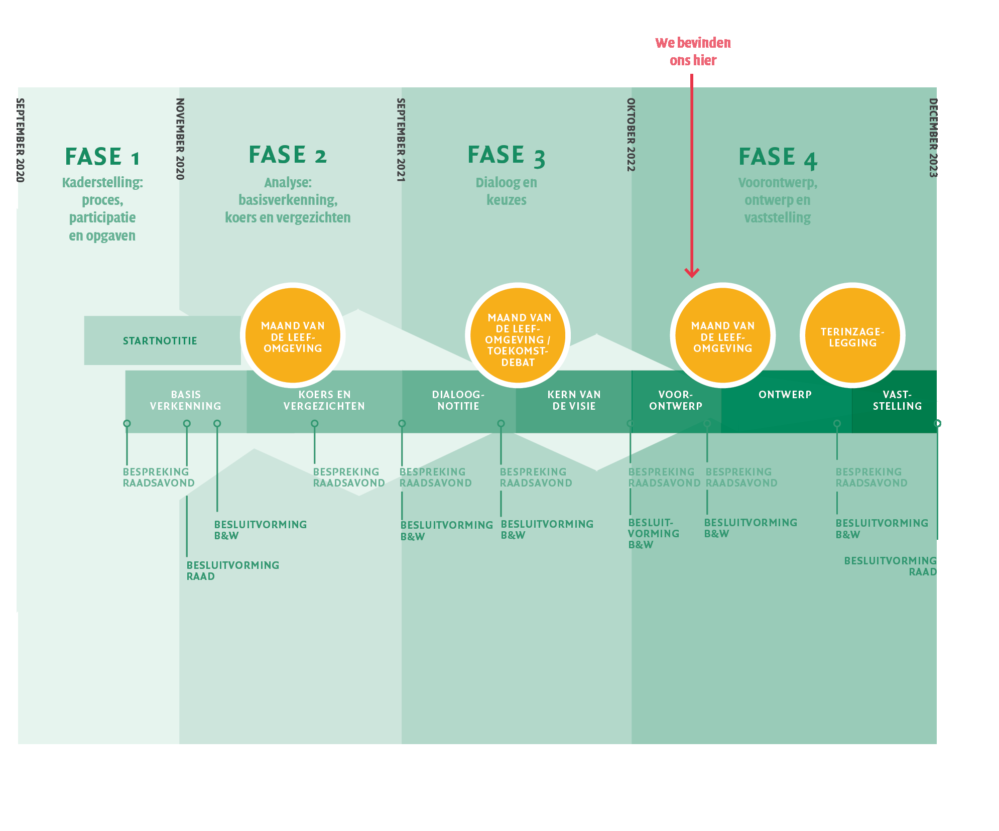 We bevinden
ons hier
SEPTEMBER 2020
NOVEMBER 2020
SEPTEMBER 2021
OKTOBER 2022
DECEMBER 2023
FASE 1
Kaderstelling:
proces,
participatie
en opgaven
FASE 2
Analyse:
basisverkenning,
koers en vergezichten
FASE 3
Dialoog en
keuzes
FASE 4
Voorontwerp,
ontwerp en
vaststelling
STARTNOTITIE
MAAND VAN
DE LEEF-
OMGEVING
MAAND VAN
DE LEEF-
OMGEVING /
TOEKOMST-
DEBAT
MAAND VAN
DE LEEF-
OMGEVING
TERINZAGE-
LEGGING
BASIS
VERKENNING
KOERS EN
VERGEZICHTEN
DIALOOG-
NOTITIE
KERN VAN
DE VISIE
VOOR-
ONTWERP
ONTWERP
VAST-
STELLING
BESPREKING
RAADSAVOND
BESPREKING
RAADSAVOND
BESPREKING
RAADSAVOND
BESPREKING
RAADSAVOND
BESPREKING
RAADSAVOND
BESPREKING
RAADSAVOND
BESPREKING
RAADSAVOND
BESLUITVORMING
B&W
BESLUITVORMING
B&W
BESLUITVORMING
B&W
BESLUIT-
VORMING
B&W
BESLUITVORMING
B&W
BESLUITVORMING
B&W
BESLUITVORMING
RAAD
BESLUITVORMING
RAAD